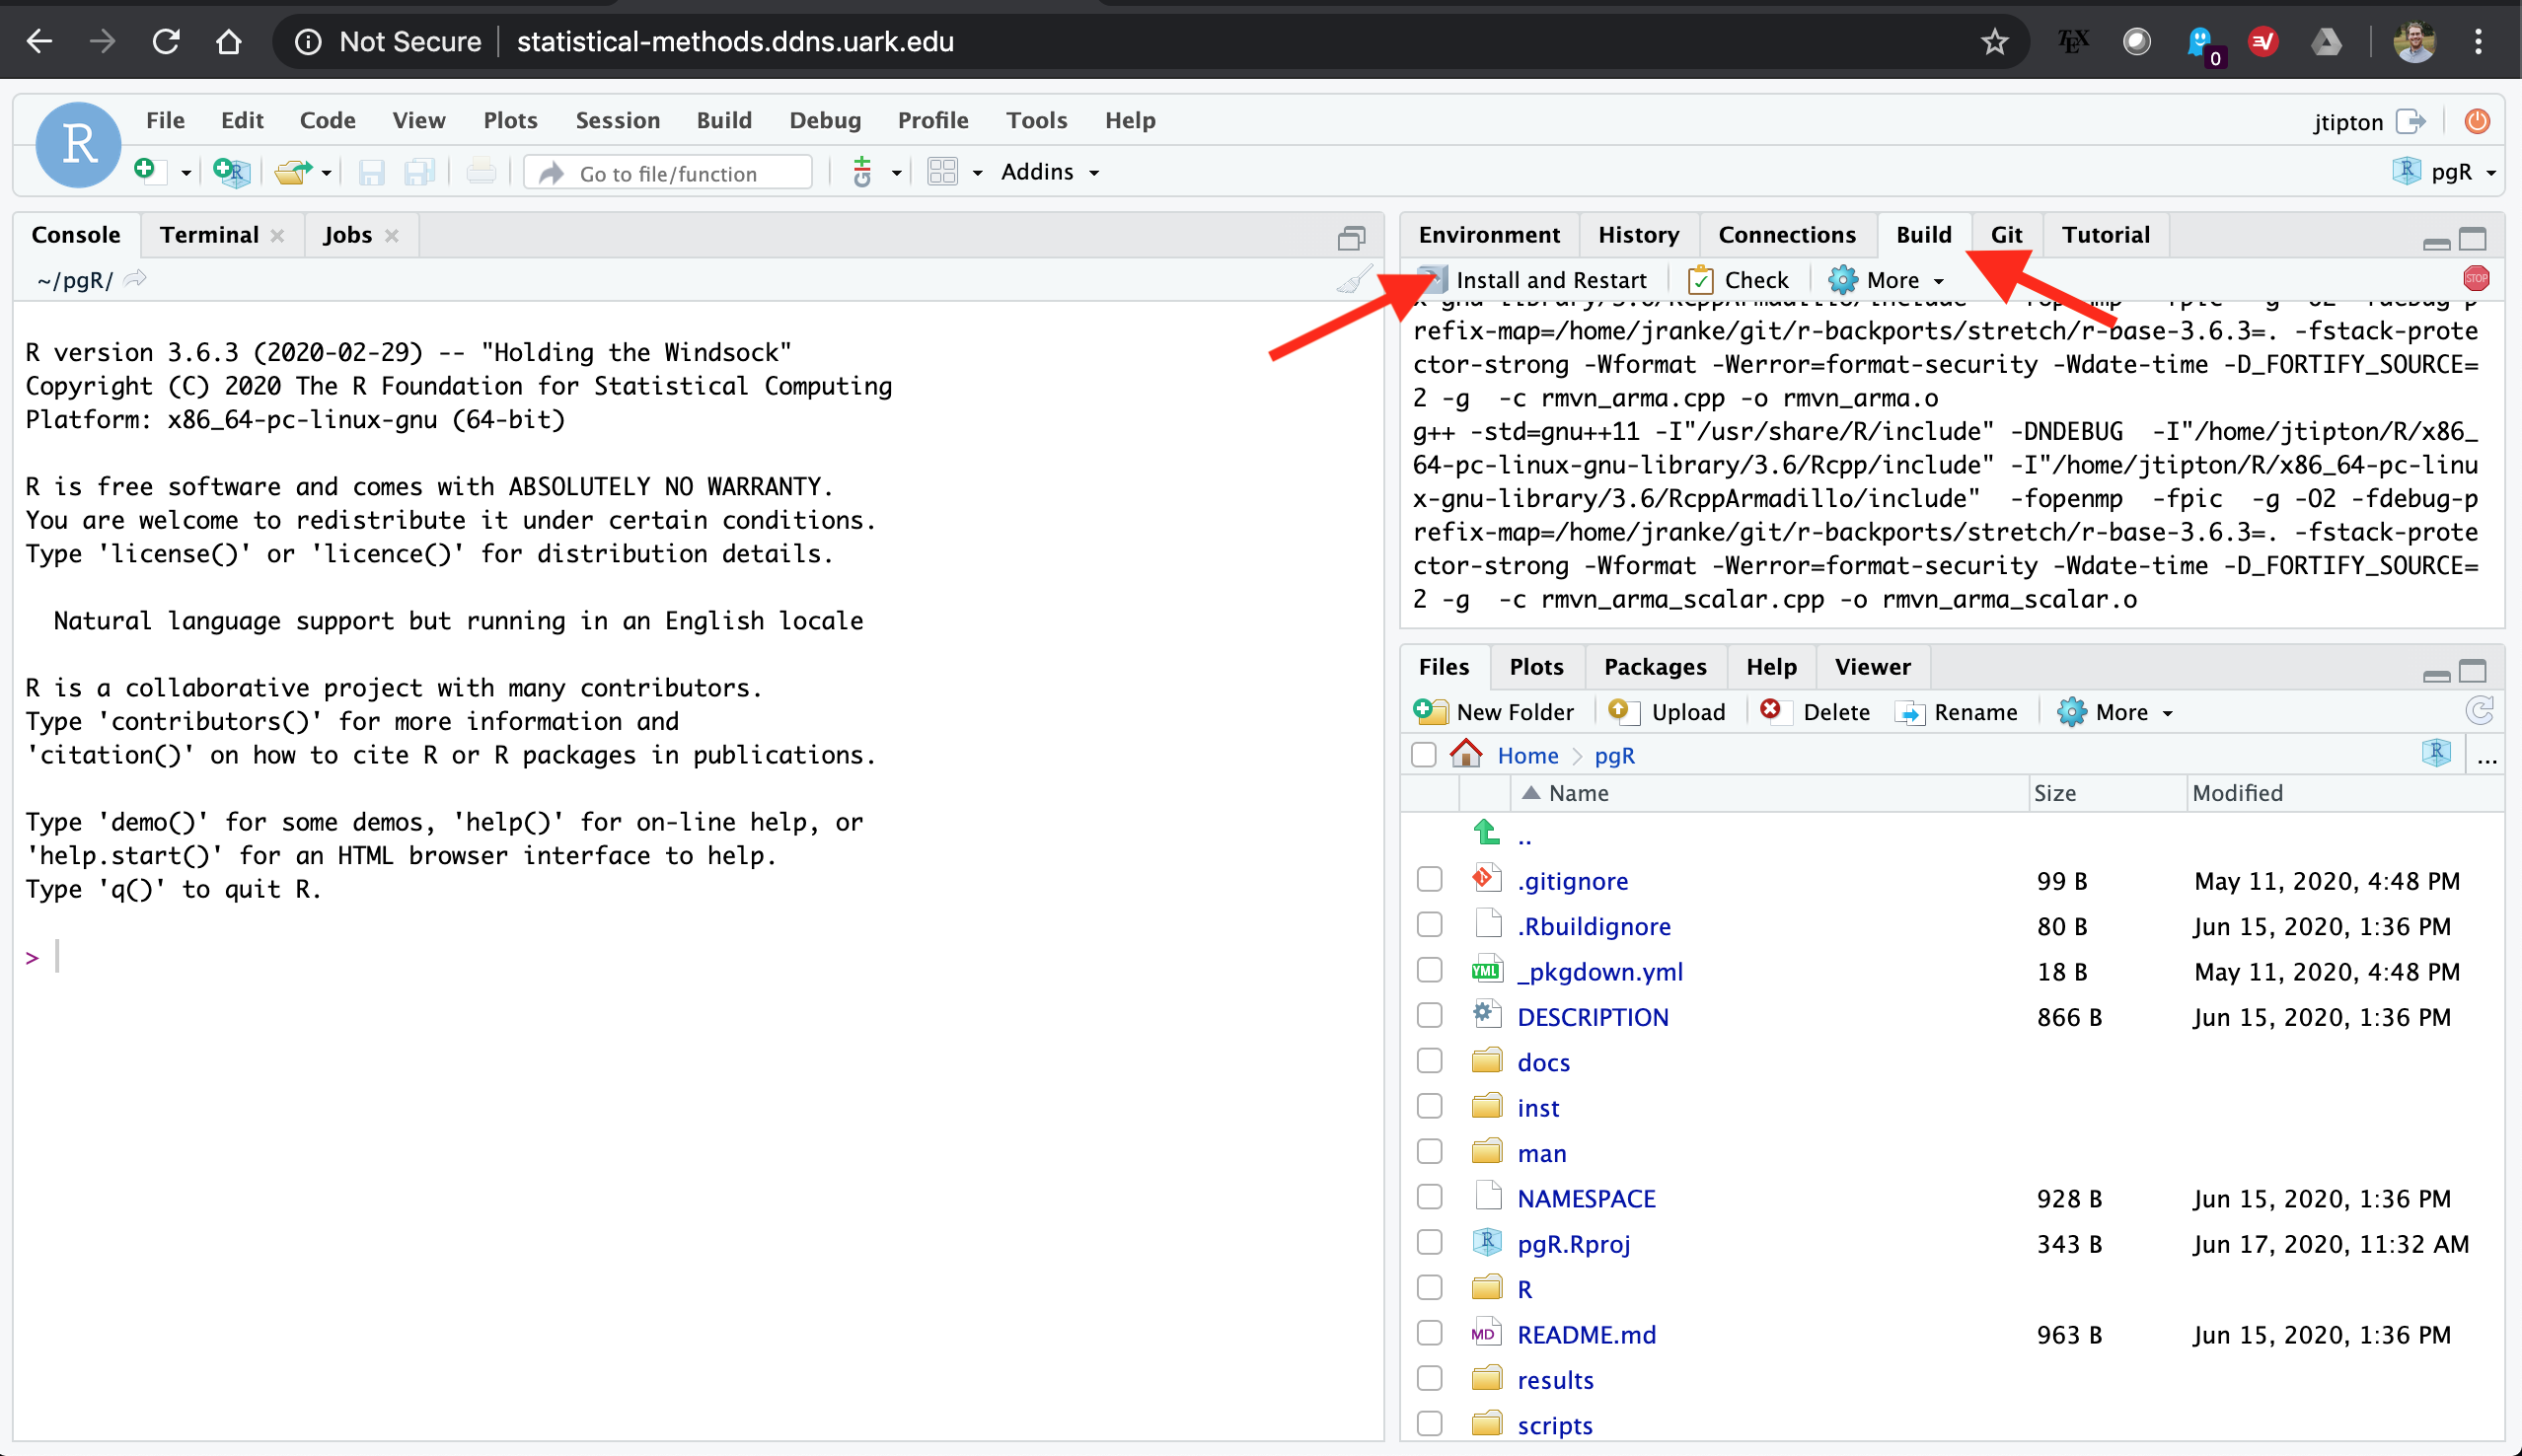 Not Secure statistical-methods.ddns.uark.edu
TEX
0
R
File Edit Code View Plots Session Build Debug Profile Tools Help
jtipton
Go to file/function
Addins
pgR
Console Terminal Jobs
~/pgR/
R version 3.6.3 (2020-02-29) -- "Holding the Windsock"
Copyright (C) 2020 The R Foundation for Statistical Computing
Platform: x86_64-pc-linux-gnu (64-bit)
R is free software and comes with ABSOLUTELY NO WARRANTY.
You are welcome to redistribute it under certain conditions.
Type 'license()' or 'licence()' for distribution details.
Natural language support but running in an English locale
R is a collaborative project with many contributors.
Type 'contributors()' for more information and
'citation()' on how to cite R or R packages in publications.
Type 'demo()' for some demos, 'help()' for on-line help, or
'help.start()' for an HTML browser interface to help.
Type 'q()' to quit R.
>
Environment History Connections Build Git Tutorial
Install and Restart Check More
STOP
refix-map=/home/jranke/git/r-backports/stretch/r-base-3.6.3=. -fstack-prote
ctor-strong -Wformat -Werror=format-security -Wdate-time -D_FORTIFY_SOURCE=
2 -g  -c rmvn_arma.cpp -o rmvn_arma.o
g++ -std=gnu++11 -I"/usr/share/R/include" -DNDEBUG  -I"/home/jtipton/R/x86_
64-pc-linux-gnu-library/3.6/Rcpp/include" -I"/home/jtipton/R/x86_64-pc-linu
x-gnu-library/3.6/RcppArmadillo/include"  -fopenmp  -fpic  -g -O2 -fdebug-p
refix-map=/home/jranke/git/r-backports/stretch/r-base-3.6.3=. -fstack-prote
ctor-strong -Wformat -Werror=format-security -Wdate-time -D_FORTIFY_SOURCE=
2 -g  -c rmvn_arma_scalar.cpp -o rmvn_arma_scalar.o
Files Plots Packages Help Viewer
New Folder Upload Delete Rename More
Home pgR ...
Name Size Modified
..
.gitignore 99 B May 11, 2020, 4:48 PM
.Rbuildignore 80 B Jun 15, 2020, 1:36 PM
_pkgdown.yml 18 B May 11, 2020, 4:48 PM
DESCRIPTION 866 B Jun 15, 2020, 1:36 PM
docs
inst
man
NAMESPACE 928 B Jun 15, 2020, 1:36 PM
pgR.Rproj 343 B Jun 17, 2020, 11:32 AM
R
README.md 963 B Jun 15, 2020, 1:36 PM
results
scripts